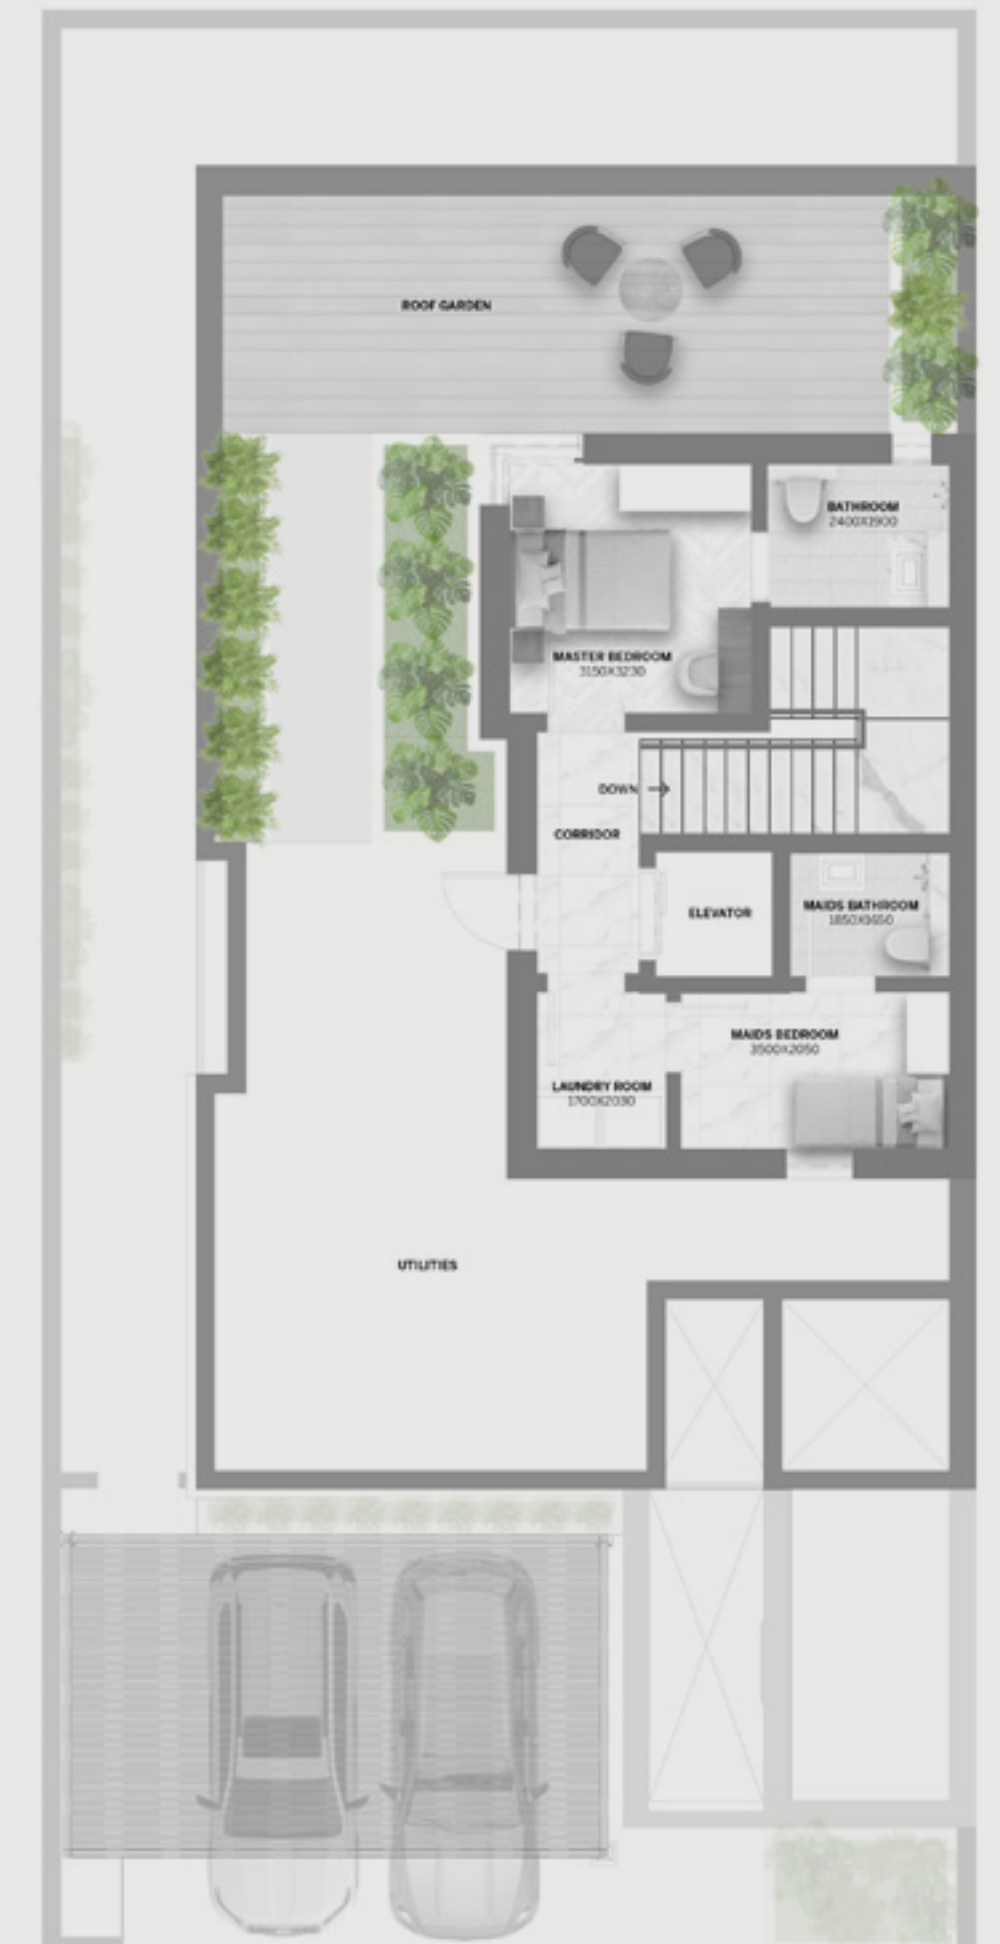 ROOF GARDEN
BATHROOM
2400X1900
MASTER BEDROOM
3150X3230
DOWN
CORRIDOR
ELEVATOR
MAIDS BATHROOM
1850X1650
MAIDS BEDROOM
3500X2050
LAUNDRY ROOM
1700X2030
UTILITIES